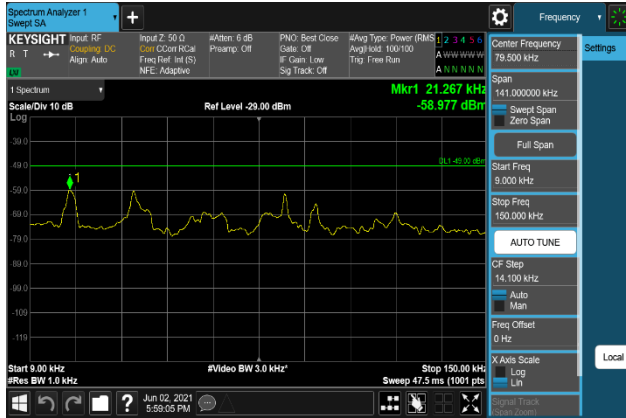 Spectrum Analyzer 1
Swept SA
+
Frequency
KEYSIGHT
R T
Input: RF
Coupling: DC
Align: Auto
Input Z: 50 Ω
Corr CCorr RCal
Freq Ref: Int (S)
NFE: Adaptive
#Atten: 6 dB
Preamp: Off
PNO: Best Close
Gate: Off
IF Gain: Low
Sig Track: Off
#Avg Type: Power (RMS
Avg|Hold: 100/100
Trig: Free Run
1 2 3 4 5 6
A W W W W W
A N N N N N
1 Spectrum
Scale/Div 10 dB
Log
Ref Level -29.00 dBm
Mkr1 21.267 kHz
-58.977 dBm
-39.0
-49.0
-59.0
-69.0
-79.0
-89.0
-99.0
-109
-119
DL1 -49.00 dBm
1
Start 9.00 kHz
#Res BW 1.0 kHz
#Video BW 3.0 kHz*
Stop 150.00 kHz
Sweep 47.5 ms (1001 pts
Center Frequency
79.500 kHz
Span
141.000000 kHz
Swept Span
Zero Span
Full Span
Start Freq
9.000 kHz
Stop Freq
150.000 kHz
AUTO TUNE
CF Step
14.100 kHz
Auto
Man
Freq Offset
0 Hz
X Axis Scale
Log
Lin
Signal Track
(Span Zoom)
Settings
Local
?
Jun 02, 2021
5:59:05 PM